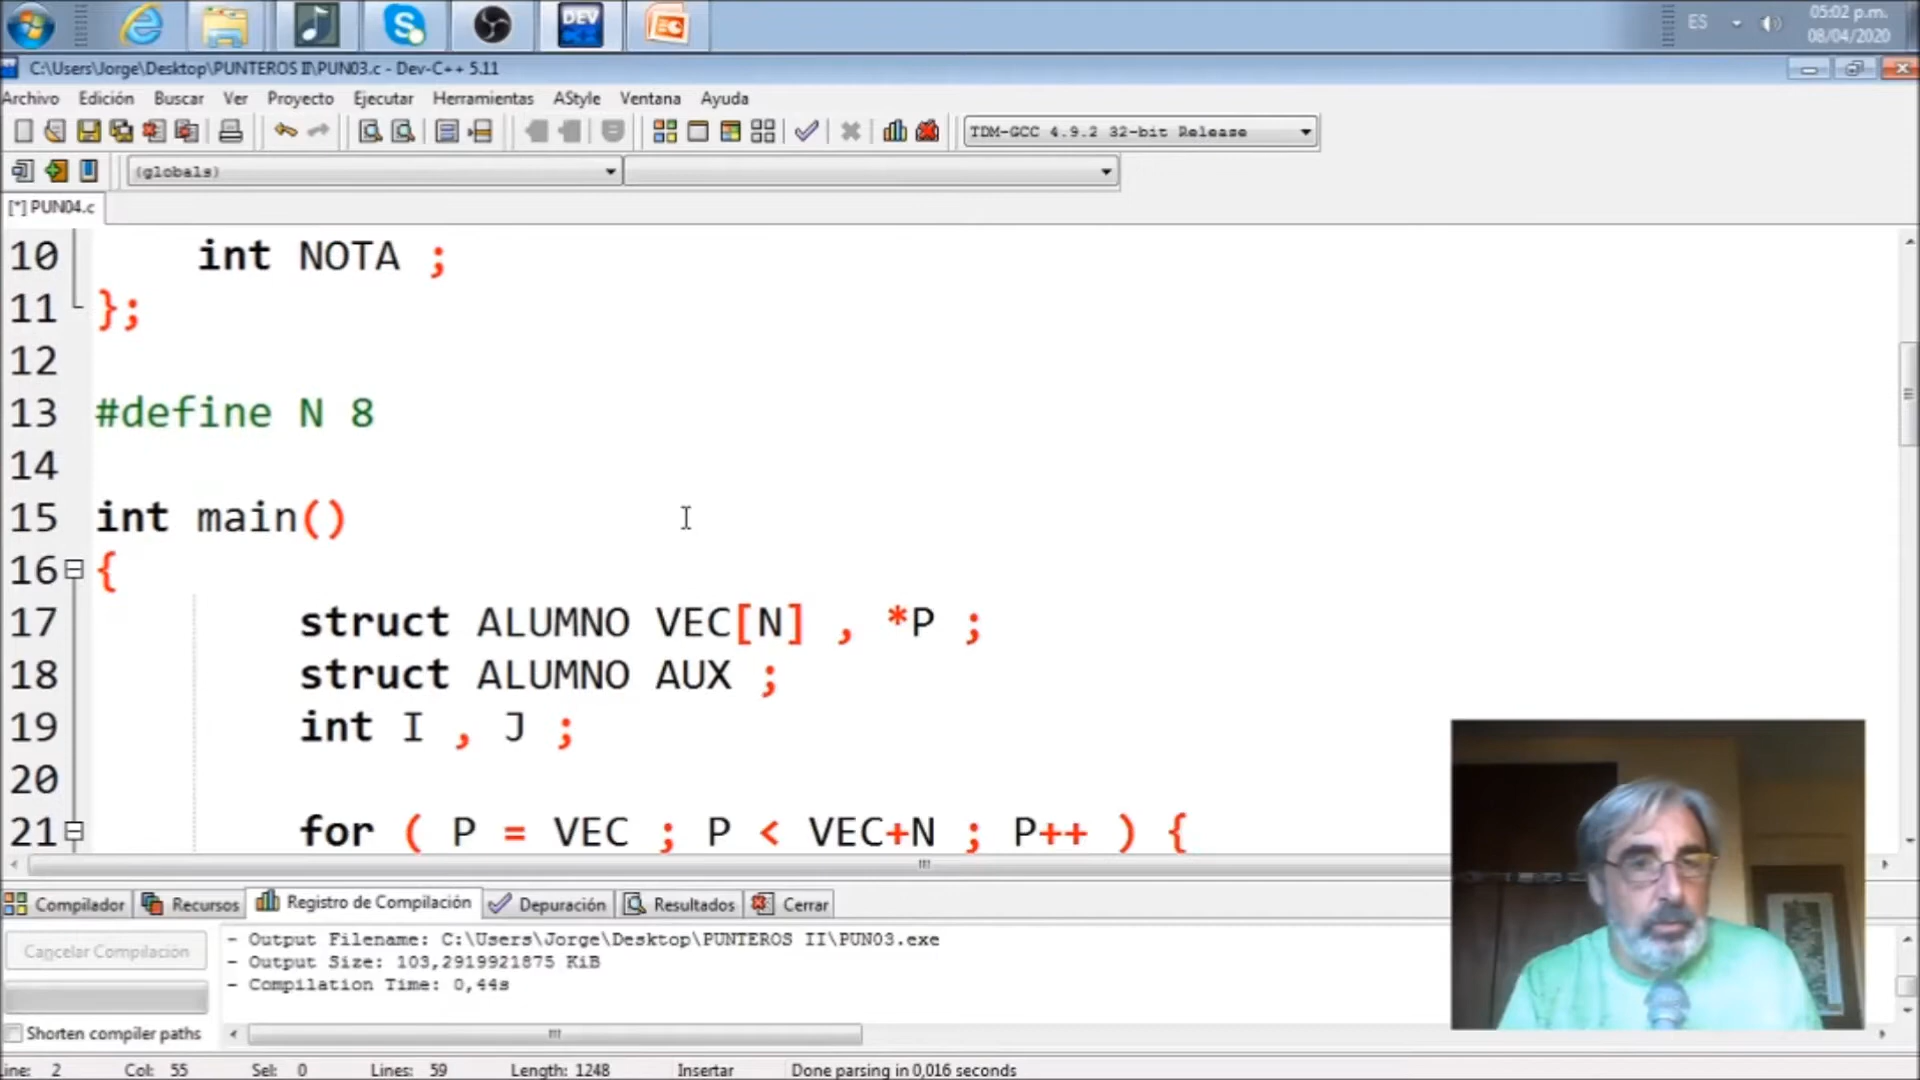 ES
05:02 p.m.
08/04/2020
DEV
C:\Users\Jorge\Desktop\PUNTEROS II\PUN03.c - Dev-C++ 5.11
Archivo Edición Buscar Ver Proyecto Ejecutar Herramientas AStyle Ventana Ayuda
TDM-GCC 4.9.2 32-bit Release
(globals)
[*] PUN04.c
10 int NOTA ;
11 };
12
13 #define N 8
14
15 int main()
16 {
17 struct ALUMNO VEC[N] , *P ;
18 struct ALUMNO AUX ;
19 int I , J ;
20
21 for ( P = VEC ; P < VEC+N ; P++ ) {
Compilador Recursos Registro de Compilación Depuración Resultados Cerrar
Cancelar Compilación
- Output Filename: C:\Users\Jorge\Desktop\PUNTEROS II\PUN03.exe
- Output Size: 103,2919921875 KiB
- Compilation Time: 0,44s
Shorten compiler paths
ine: 2 Col: 55 Sel: 0 Lines: 59 Length: 1248 Insertar Done parsing in 0,016 seconds